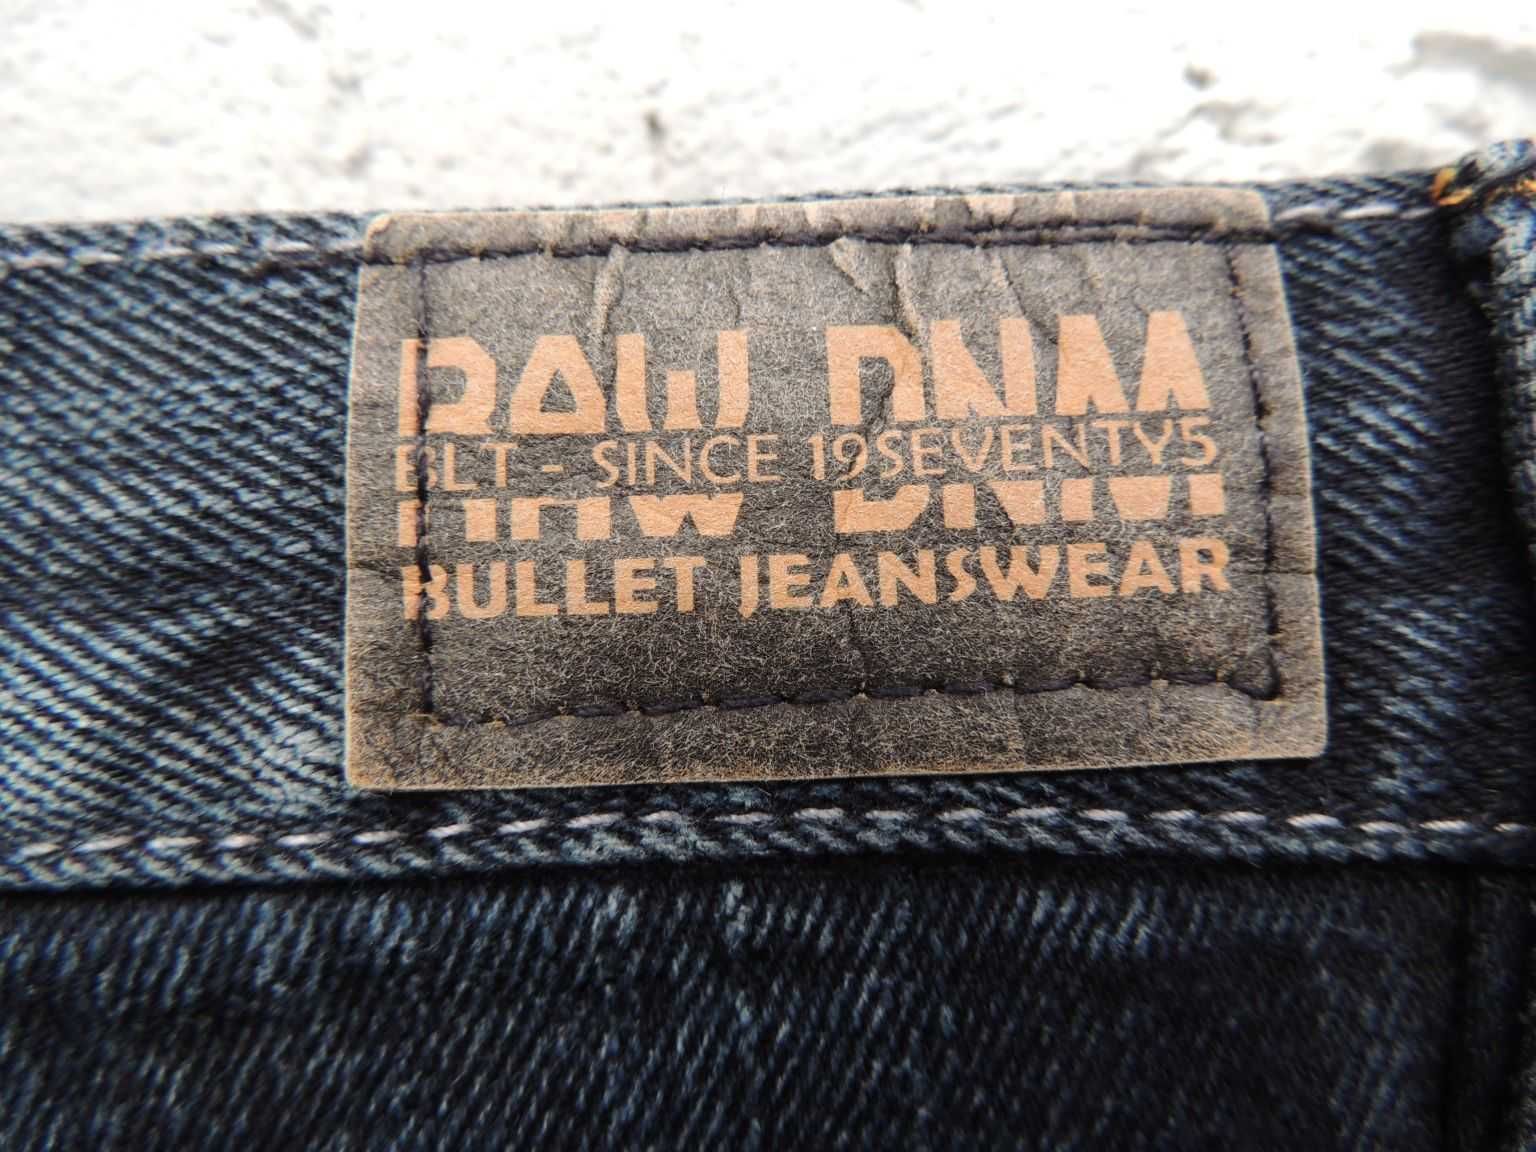 RAW DNM
BLT - SINCE 19SEVENTY5
BULLET JEANSWEAR